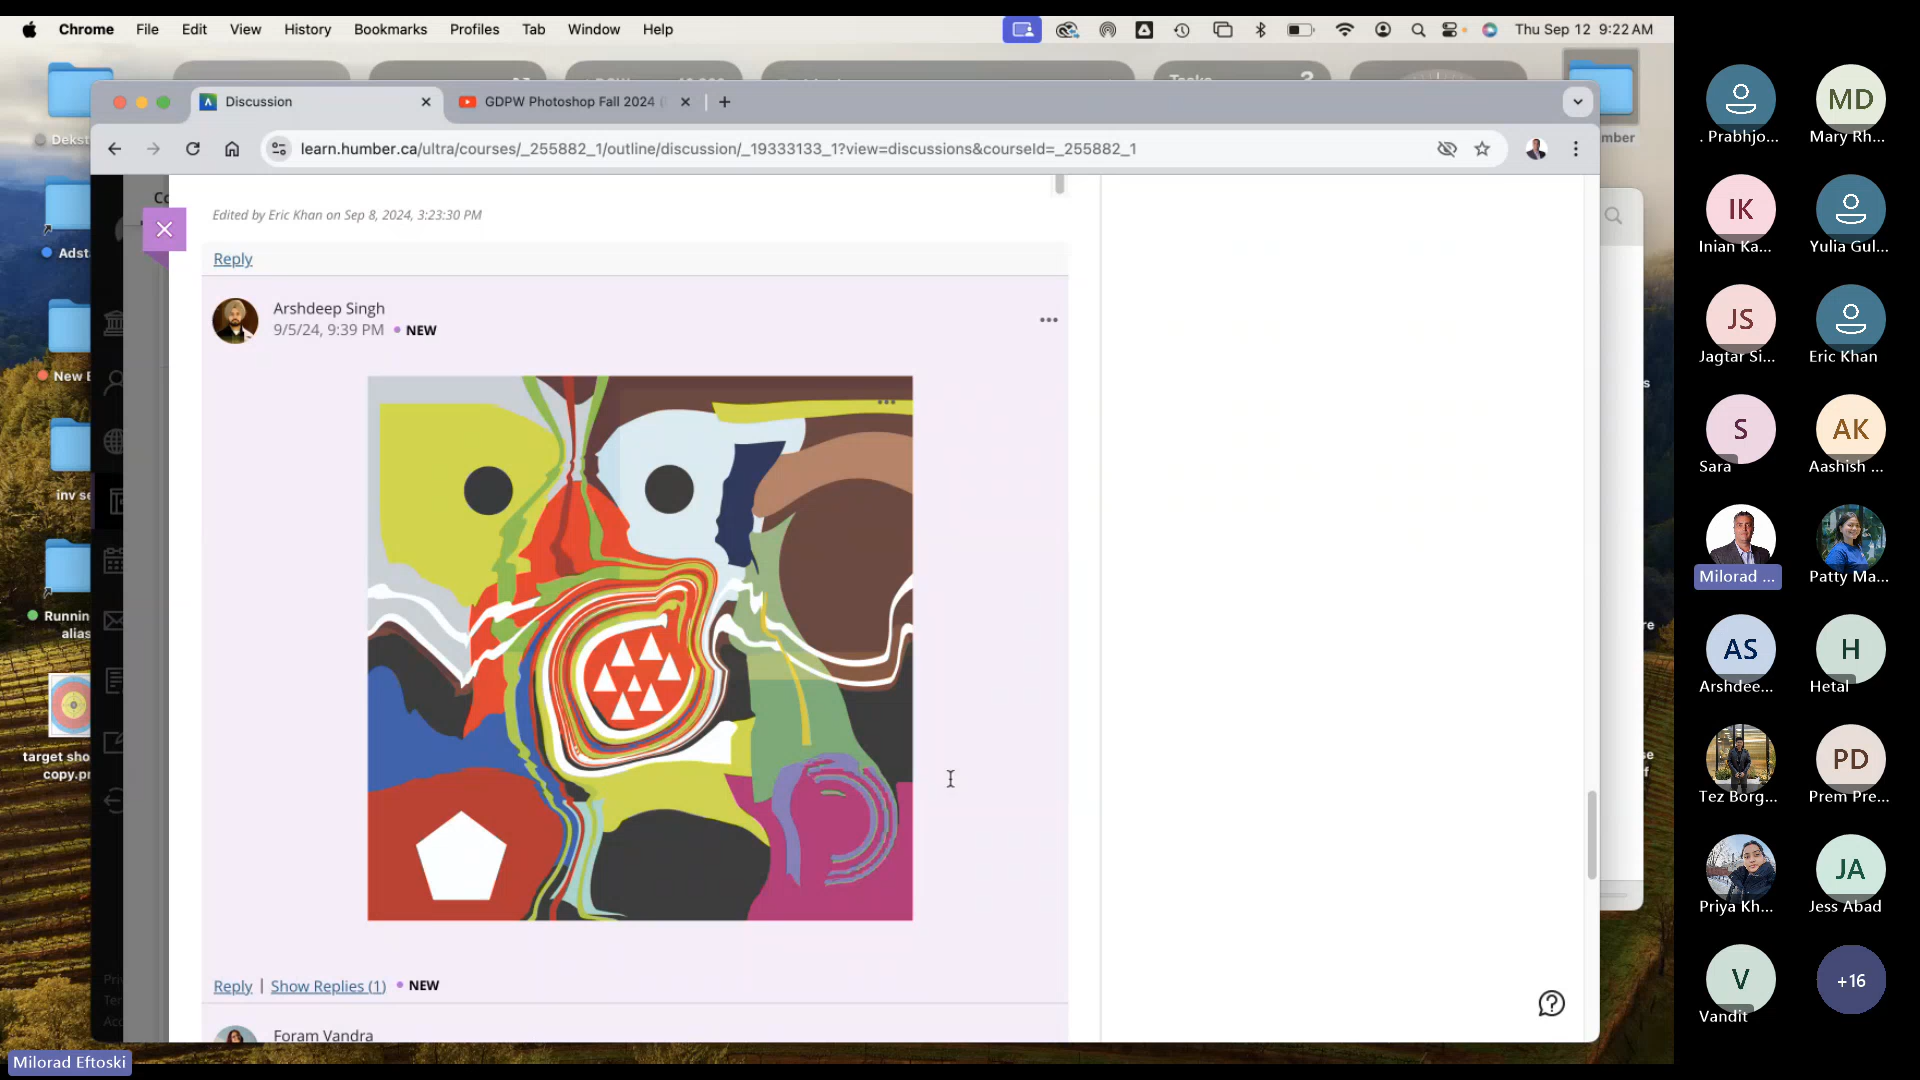 Chrome File Edit View History Bookmarks Profiles Tab Window Help
Thu Sep 12 9:22 AM
Discussion
GDPW Photoshop Fall 2024
learn.humber.ca/ultra/courses/_255882_1/outline/discussion/_19333133_1?view=discussions&courseId=_255882_1
Edited by Eric Khan on Sep 8, 2024, 3:23:30 PM
Reply
Arshdeep Singh
9/5/24, 9:39 PM • NEW
Reply | Show Replies (1) • NEW
Foram Vandra
Tasks
Adst
New E
inv se
Runnin
alias
target sho
copy.pn
mber
Milorad Eftoski
. Prabhjo...
MD
Mary Rh...
IK
Inian Ka...
Yulia Gul...
JS
Jagtar Si...
Eric Khan
S
Sara
AK
Aashish ...
Milorad ...
Patty Ma...
AS
Arshdee...
H
Hetal
Tez Borg...
PD
Prem Pre...
Priya Kh...
JA
Jess Abad
V
Vandit
+16